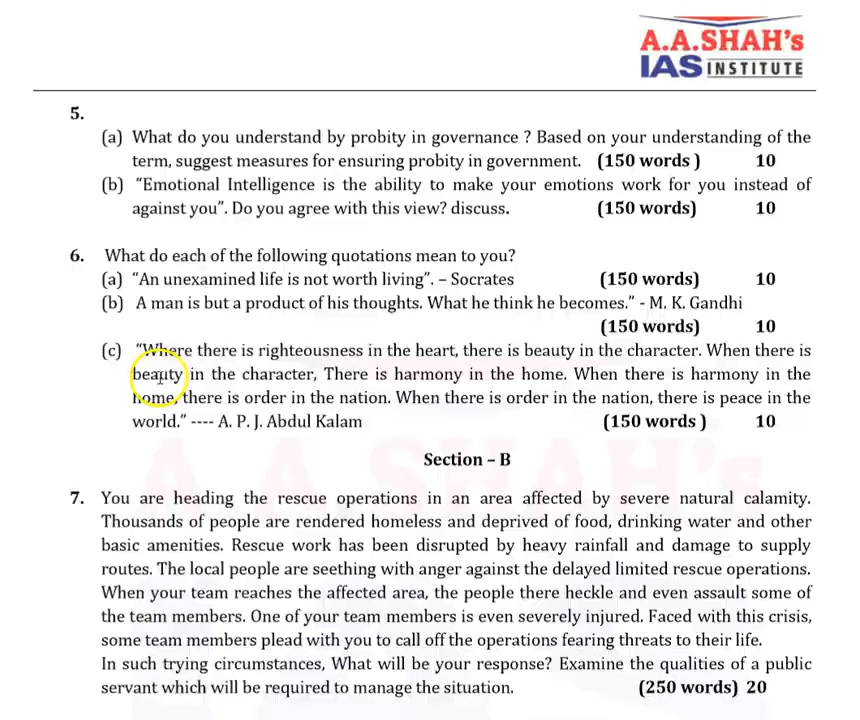 A.A.SHAH's
IAS INSTITUTE
5.
(a) What do you understand by probity in governance ? Based on your understanding of the
term, suggest measures for ensuring probity in government. (150 words ) 10
(b) “Emotional Intelligence is the ability to make your emotions work for you instead of
against you”. Do you agree with this view? discuss. (150 words) 10
6. What do each of the following quotations mean to you?
(a) “An unexamined life is not worth living”. – Socrates (150 words) 10
(b) A man is but a product of his thoughts. What he think he becomes.” - M. K. Gandhi
(150 words) 10
(c) “Where there is righteousness in the heart, there is beauty in the character. When there is
beauty in the character, There is harmony in the home. When there is harmony in the
home, there is order in the nation. When there is order in the nation, there is peace in the
world.” ---- A. P. J. Abdul Kalam (150 words ) 10
Section – B
7. You are heading the rescue operations in an area affected by severe natural calamity.
Thousands of people are rendered homeless and deprived of food, drinking water and other
basic amenities. Rescue work has been disrupted by heavy rainfall and damage to supply
routes. The local people are seething with anger against the delayed limited rescue operations.
When your team reaches the affected area, the people there heckle and even assault some of
the team members. One of your team members is even severely injured. Faced with this crisis,
some team members plead with you to call off the operations fearing threats to their life.
In such trying circumstances, What will be your response? Examine the qualities of a public
servant which will be required to manage the situation. (250 words) 20